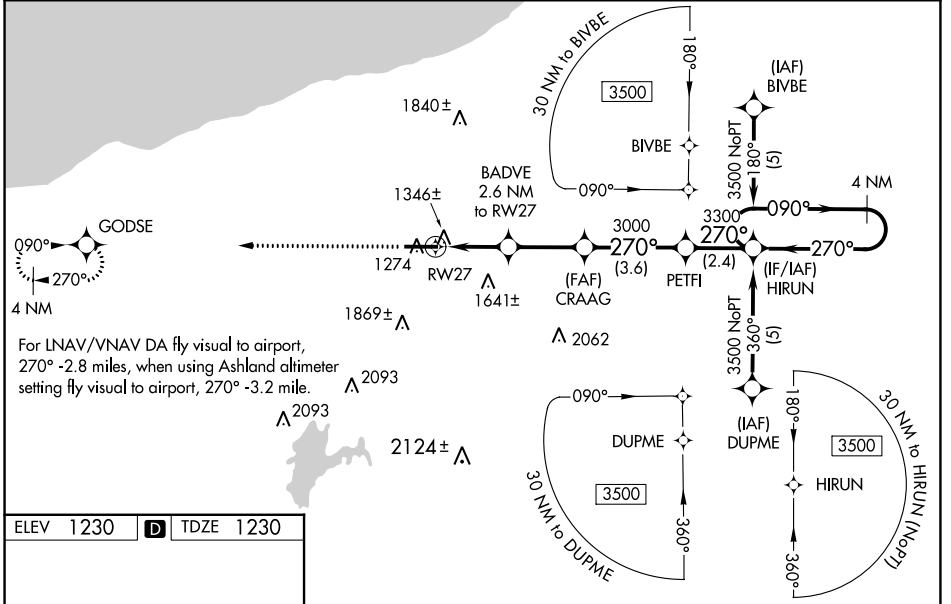 30 NM to BIVBE
180°
3500
BIVBE
090°
(IAF)
BIVBE
3500 NoPT
180°
(5)
1840±
1346±
BADVE
2.6 NM
to RW27
4 NM
090°
GODSE
090°
270°
4 NM
1274
RW27
1641±
3000
270°
(3.6)
(FAF)
CRAAG
PETFI
3300
270°
(2.4)
(IF/IAF)
HIRUN
270°
1869±
2062
3500 NoPT
360°
(5)
For LNAV/VNAV DA fly visual to airport,
270° -2.8 miles, when using Ashland altimeter
setting fly visual to airport, 270° -3.2 mile.
2093
2093
2124±
090°
DUPME
3500
360°
30 NM to DUPME
(IAF)
DUPME
180°
3500
HIRUN
360°
30 NM to HIRUN (NoPT)
ELEV 1230 D TDZE 1230